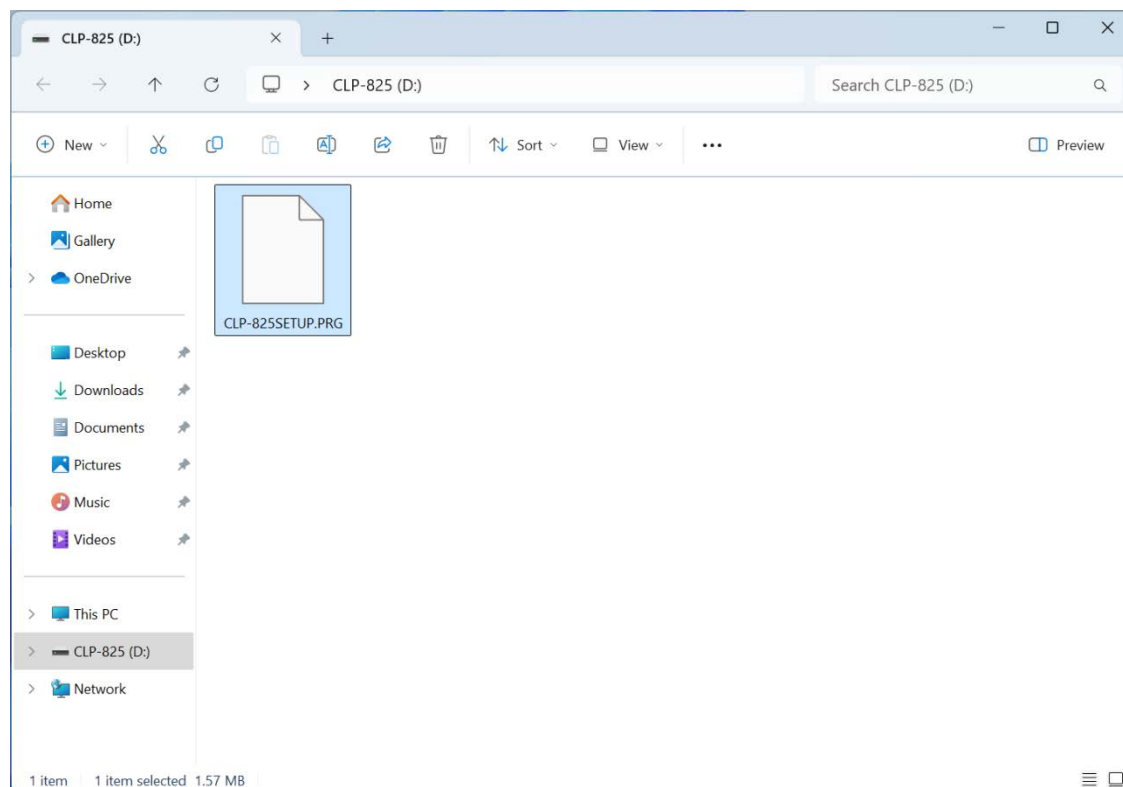 CLP-825 (D:)
CLP-825 (D:)
Search CLP-825 (D:)
New
A
Sort
View
Preview
Home
Gallery
OneDrive
CLP-825SETUP.PRG
Desktop
Downloads
Documents
Pictures
Music
Videos
This PC
CLP-825 (D:)
Network
1 item
1 item selected 1.57 MB